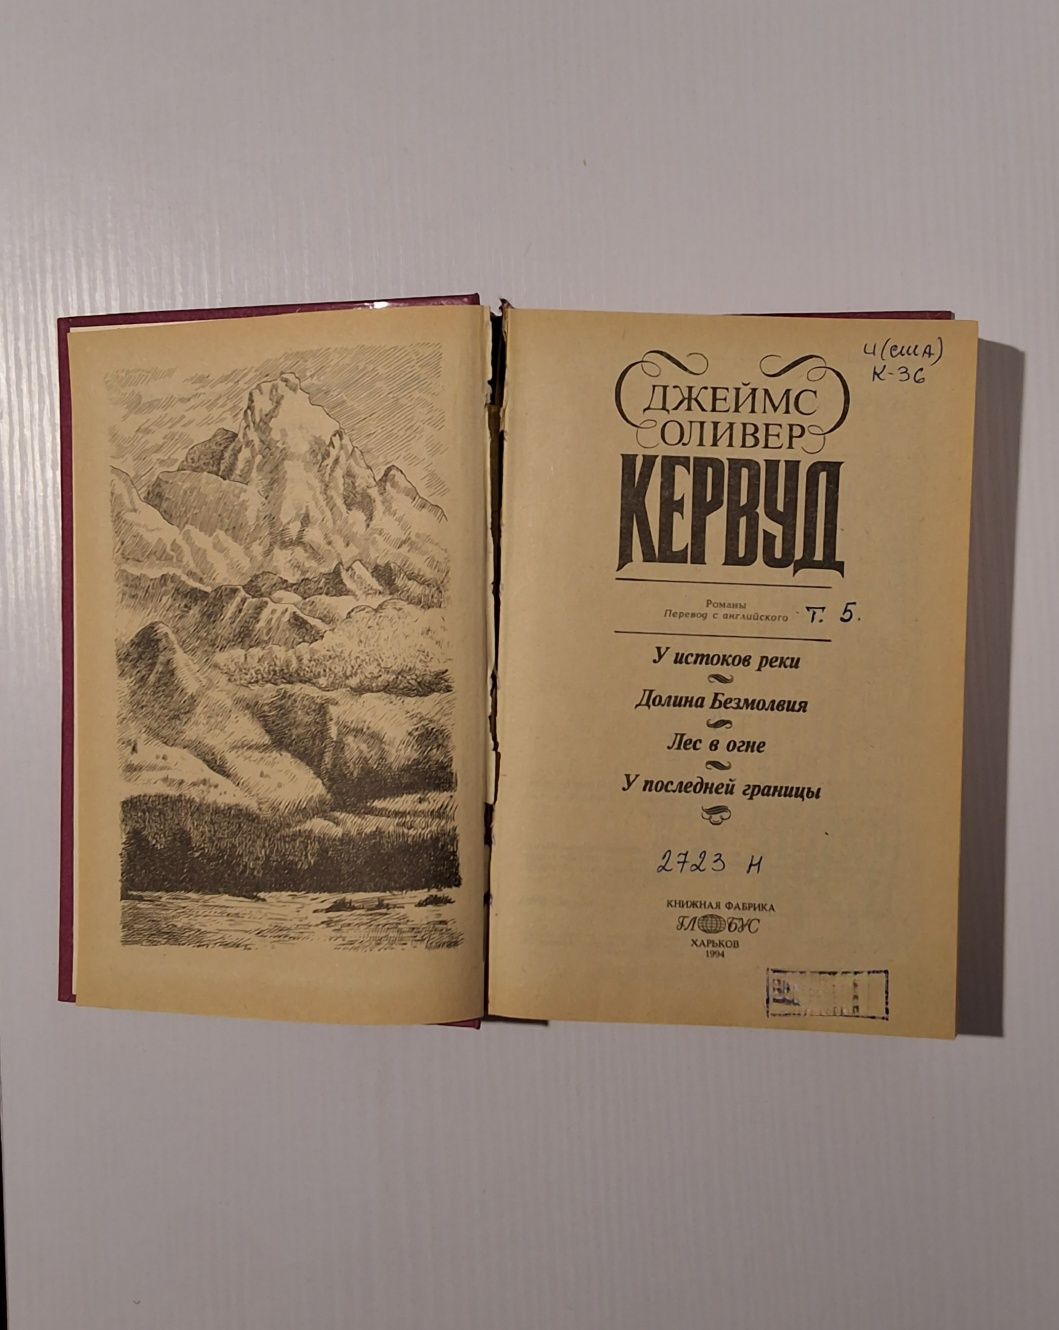 И(США)
К-36
ДЖЕЙМС
ОЛИВЕР
КЕРВУД
Романы
Перевод с английского Т. 5.
У истоков реки
Долина Безмолвия
Лес в огне
У последней границы
2723 н
КНИЖНАЯ ФАБРИКА
ГЛОБУС
ХАРЬКОВ
1994